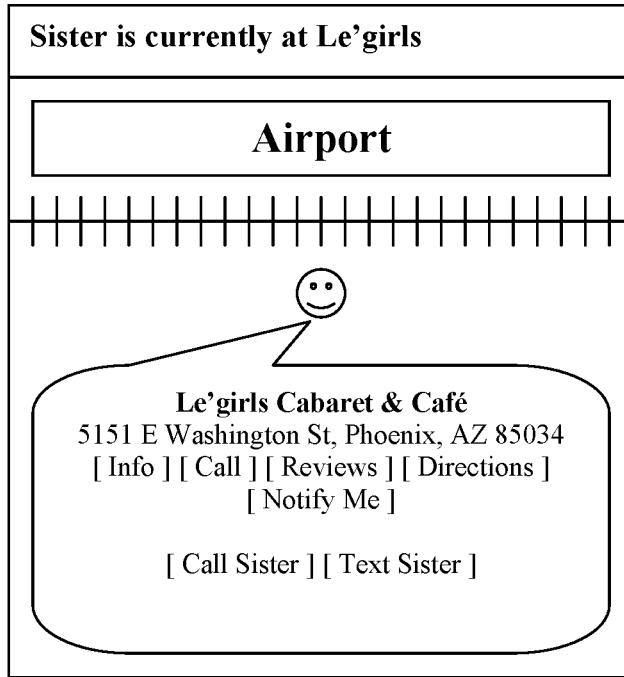 Sister is currently at Le’girls
Airport
Le’girls Cabaret & Café
5151 E Washington St, Phoenix, AZ 85034
[ Info ] [ Call ] [ Reviews ] [ Directions ]
[ Notify Me ]
[ Call Sister ] [ Text Sister ]